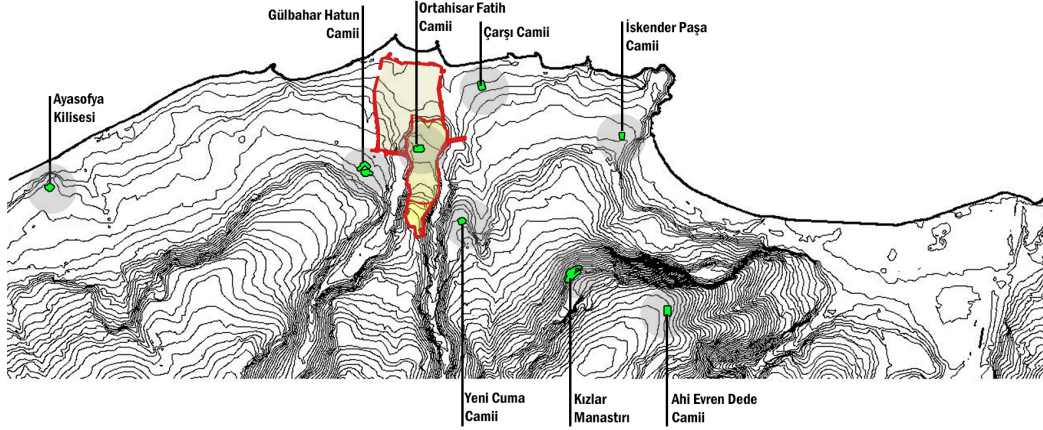 Gülbahar Hatun
Camii
Ortahisar Fatih
Camii
Çarşı Camii
İskender Paşa
Camii
Ayasofya
Kilisesi
Yeni Cuma
Camii
Kızlar
Manastırı
Ahi Evren Dede
Camii